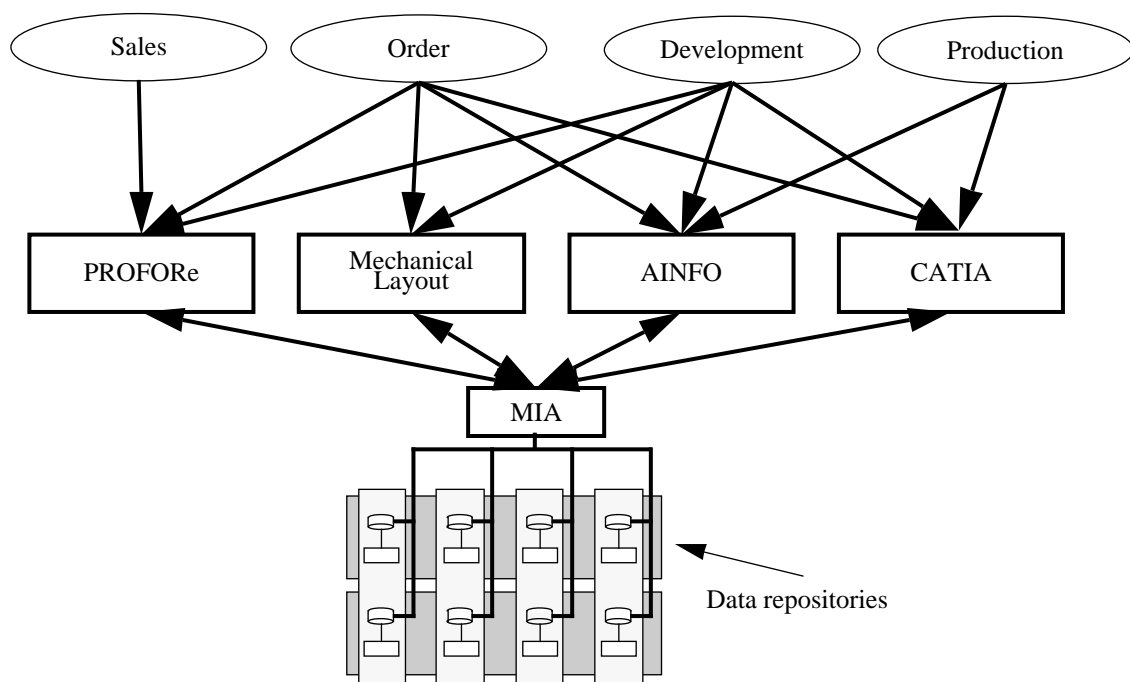 Sales
Order
Development
Production
PROFORe
Mechanical
Layout
AINFO
CATIA
MIA
Data repositories